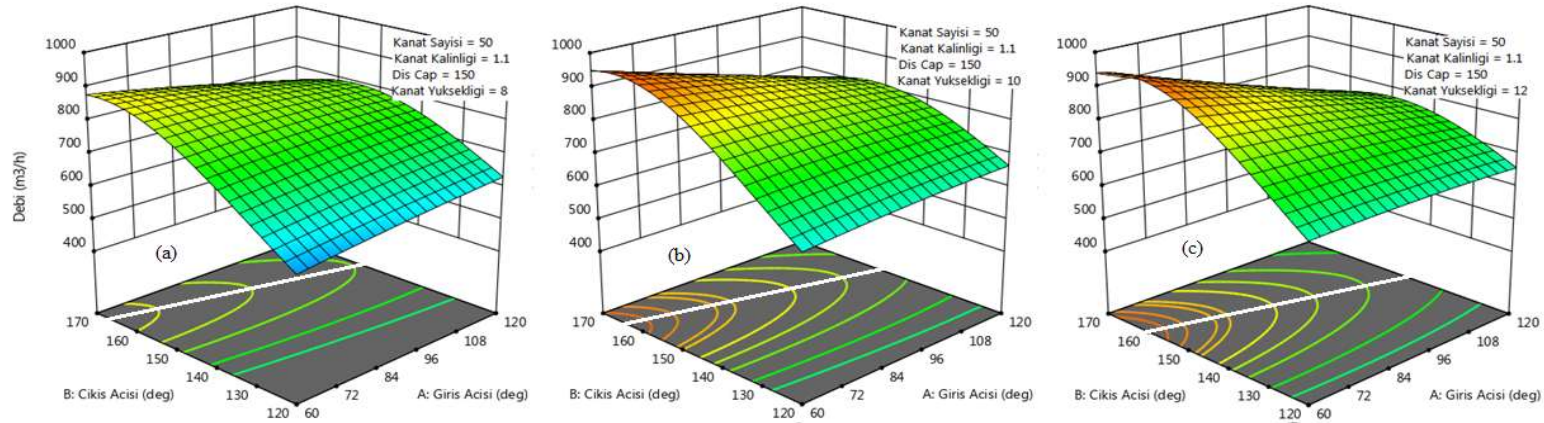 Debi (m3/h)
1000
900
800
700
600
500
400
Kanat Sayisi = 50
Kanat Kalinligi = 1.1
Dis Cap = 150
Kanat Yuksekligi = 8
(a)
170
160
150
140
130
120
60
72
84
96
108
120
B: Cikis Acisi (deg)
A: Giris Acisi (deg)
1000
900
800
700
600
500
400
Kanat Sayisi = 50
Kanat Kalinligi = 1.1
Dis Cap = 150
Kanat Yuksekligi = 10
(b)
170
160
150
140
130
120
60
72
84
96
108
120
B: Cikis Acisi (deg)
A: Giris Acisi (deg)
1000
900
800
700
600
500
400
Kanat Sayisi = 50
Kanat Kalinligi = 1.1
Dis Cap = 150
Kanat Yuksekligi = 12
(c)
170
160
150
140
130
120
60
72
84
96
108
120
B: Cikis Acisi (deg)
A: Giris Acisi (deg)